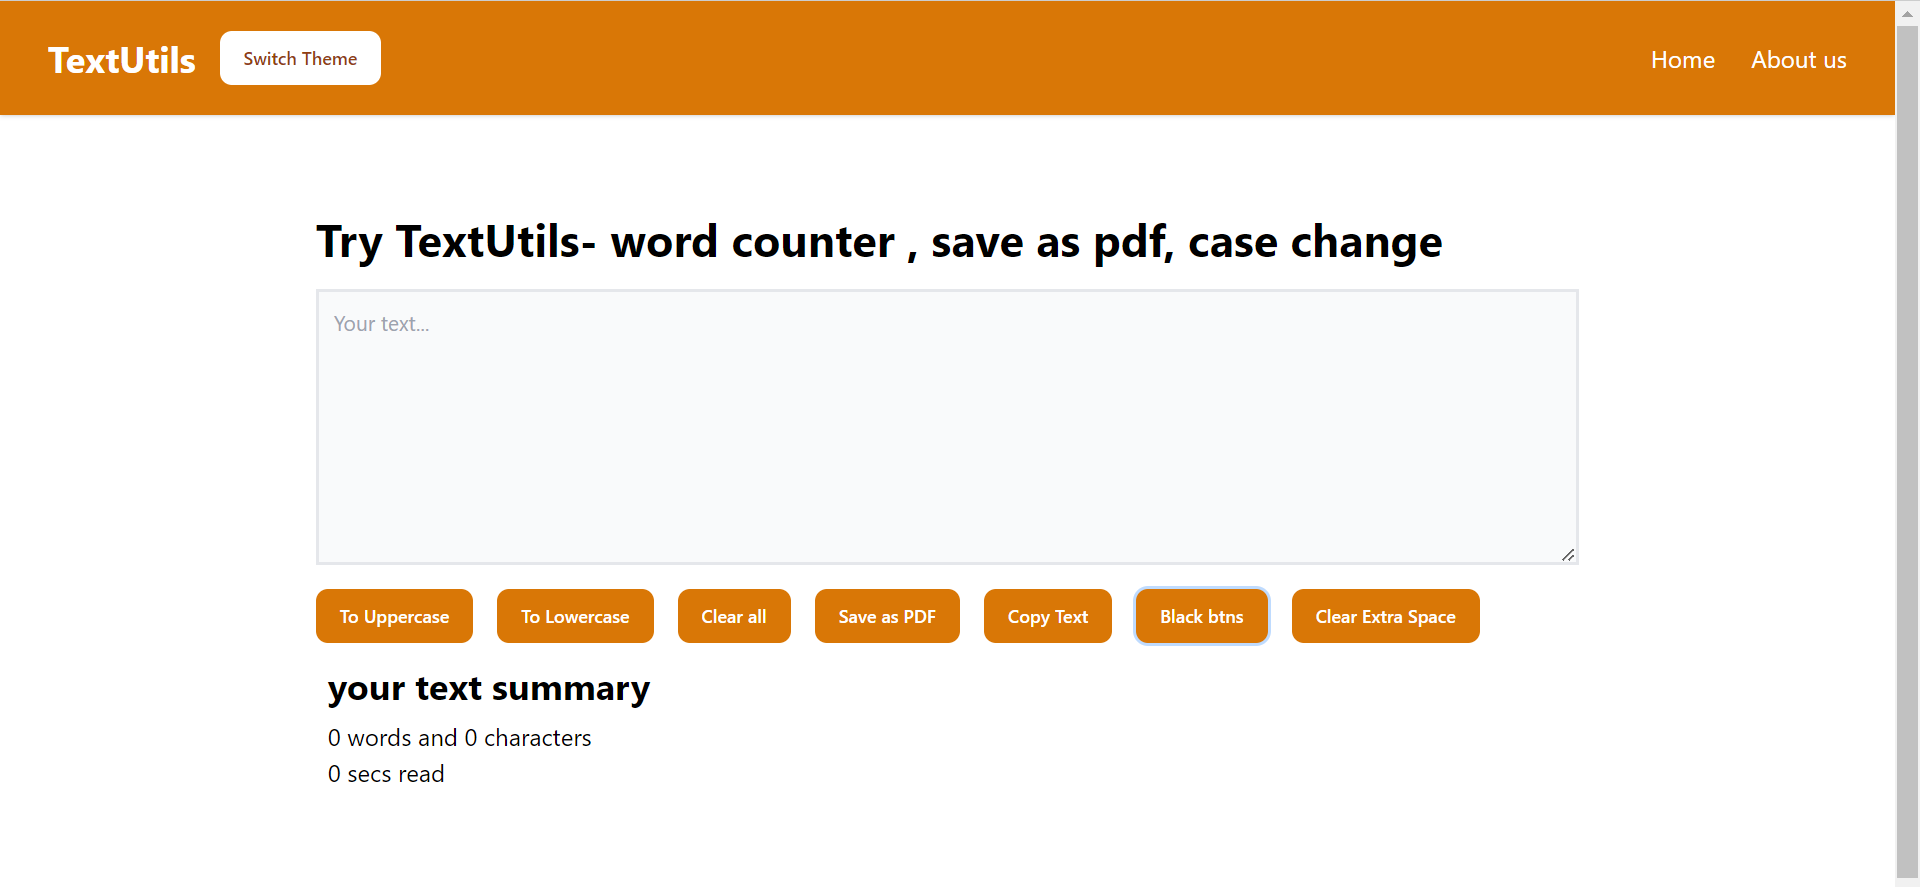 TextUtils Switch Theme Home About us
Try TextUtils- word counter , save as pdf, case change
Your text...
To Uppercase To Lowercase Clear all Save as PDF Copy Text Black btns Clear Extra Space
your text summary
0 words and 0 characters
0 secs read